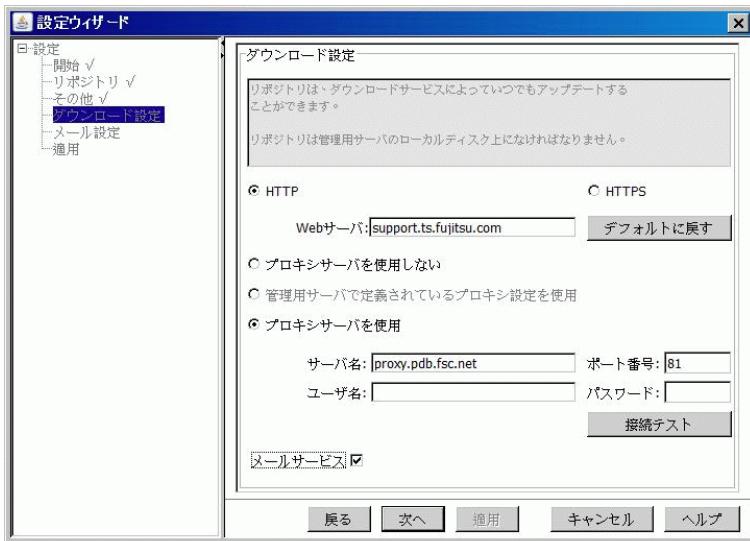 設定ウィザード
設定
開始 √
リポジトリ √
その他 √
ダウンロード設定
メール設定
適用
ダウンロード設定
リポジトリは、ダウンロードサービスによっていつでもアップデートする
ことができます。
リポジトリは管理用サーバのローカルディスク上になければなりません。
HTTP HTTPS
Webサーバ: support.ts.fujitsu.com デフォルトに戻す
プロキシサーバを使用しない
管理用サーバで定義されているプロキシ設定を使用
プロキシサーバを使用
サーバ名: proxy.pdb.fsc.net ポート番号: 81
ユーザ名: パスワード:
接続テスト
メールサービス
戻る 次へ 適用 キャンセル ヘルプ